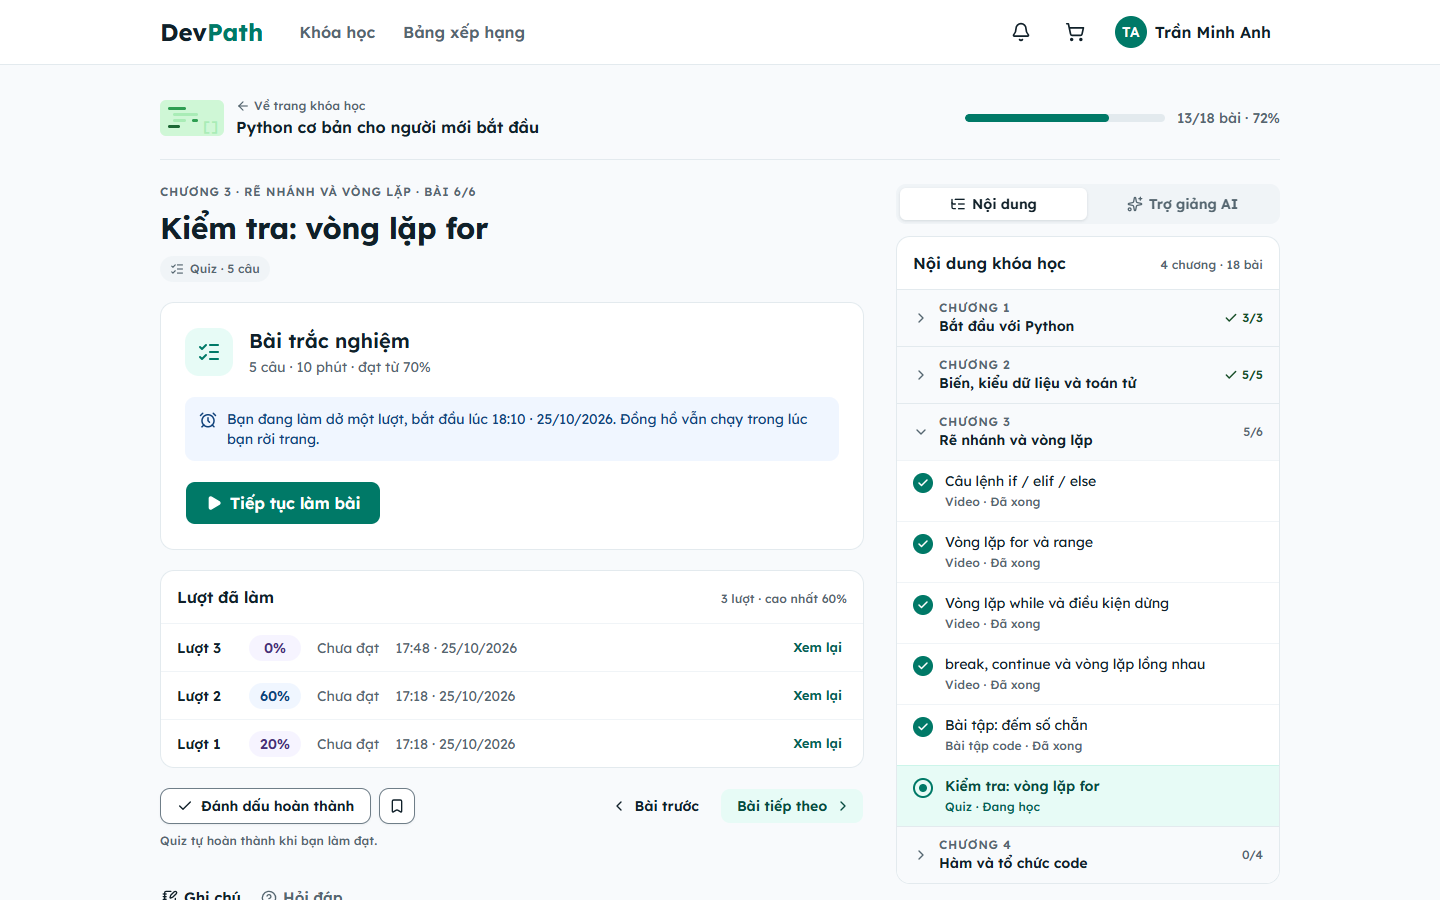 DevPath
Khóa học
Bảng xếp hạng
TA
Trần Minh Anh
Về trang khóa học
Python cơ bản cho người mới bắt đầu
13/18 bài · 72%
CHƯƠNG 3 · RẼ NHÁNH VÀ VÒNG LẶP · BÀI 6/6
Kiểm tra: vòng lặp for
Quiz · 5 câu
Bài trắc nghiệm
5 câu · 10 phút · đạt từ 70%
Bạn đang làm dở một lượt, bắt đầu lúc 18:10 · 25/10/2026. Đồng hồ vẫn chạy trong lúc
bạn rời trang.
Tiếp tục làm bài
Lượt đã làm
3 lượt · cao nhất 60%
Lượt 3 0% Chưa đạt 17:48 · 25/10/2026 Xem lại
Lượt 2 60% Chưa đạt 17:18 · 25/10/2026 Xem lại
Lượt 1 20% Chưa đạt 17:18 · 25/10/2026 Xem lại
Đánh dấu hoàn thành
Bài trước
Bài tiếp theo
Quiz tự hoàn thành khi bạn làm đạt.
Ghi chú
Hỏi đáp
Nội dung
Trợ giảng AI
Nội dung khóa học
4 chương · 18 bài
CHƯƠNG 1
Bắt đầu với Python
3/3
CHƯƠNG 2
Biến, kiểu dữ liệu và toán tử
5/5
CHƯƠNG 3
Rẽ nhánh và vòng lặp
5/6
Câu lệnh if / elif / else
Video · Đã xong
Vòng lặp for và range
Video · Đã xong
Vòng lặp while và điều kiện dừng
Video · Đã xong
break, continue và vòng lặp lồng nhau
Video · Đã xong
Bài tập: đếm số chẵn
Bài tập code · Đã xong
Kiểm tra: vòng lặp for
Quiz · Đang học
CHƯƠNG 4
Hàm và tổ chức code
0/4